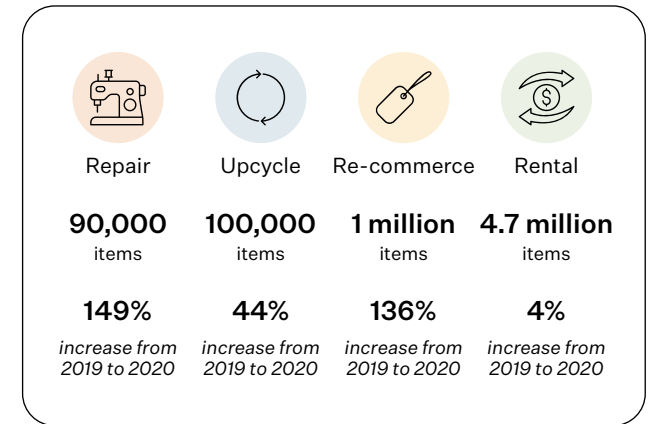 Repair Upcycle Re-commerce Rental
90,000 100,000 1 million 4.7 million
items items items items
149% 44% 136% 4%
increase from increase from increase from increase from
2019 to 2020 2019 to 2020 2019 to 2020 2019 to 2020
$